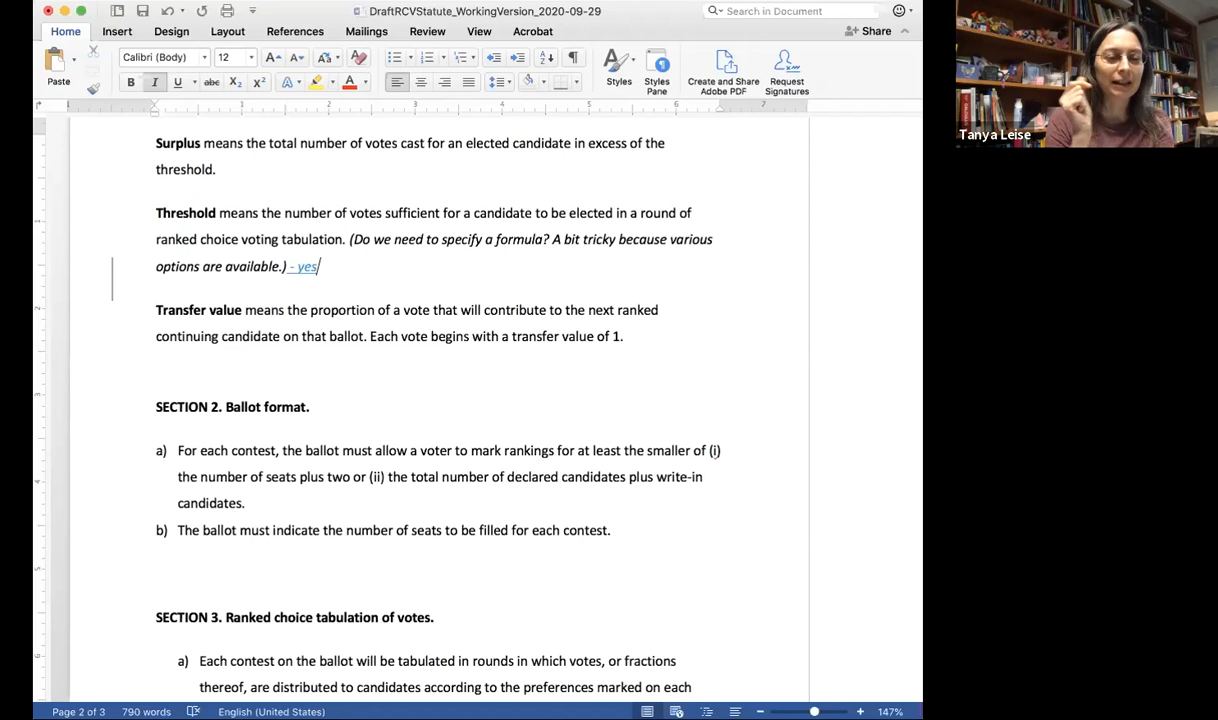 DraftRCVStatute_WorkingVersion_2020-09-29
Search in Document
Home Insert Design Layout References Mailings Review View Acrobat Share
Paste
Calibri (Body) 12
Styles
Styles Pane
Create and Share Adobe PDF
Request Signatures
1 1 2 3 4 5 6 7
Tanya Leise
Surplus means the total number of votes cast for an elected candidate in excess of the
threshold.
Threshold means the number of votes sufficient for a candidate to be elected in a round of
ranked choice voting tabulation. (Do we need to specify a formula? A bit tricky because various
options are available.) - yes
Transfer value means the proportion of a vote that will contribute to the next ranked
continuing candidate on that ballot. Each vote begins with a transfer value of 1.
SECTION 2. Ballot format.
a) For each contest, the ballot must allow a voter to mark rankings for at least the smaller of (i)
the number of seats plus two or (ii) the total number of declared candidates plus write-in
candidates.
b) The ballot must indicate the number of seats to be filled for each contest.
SECTION 3. Ranked choice tabulation of votes.
a) Each contest on the ballot will be tabulated in rounds in which votes, or fractions
thereof, are distributed to candidates according to the preferences marked on each
Page 2 of 3 790 words English (United States) 147%